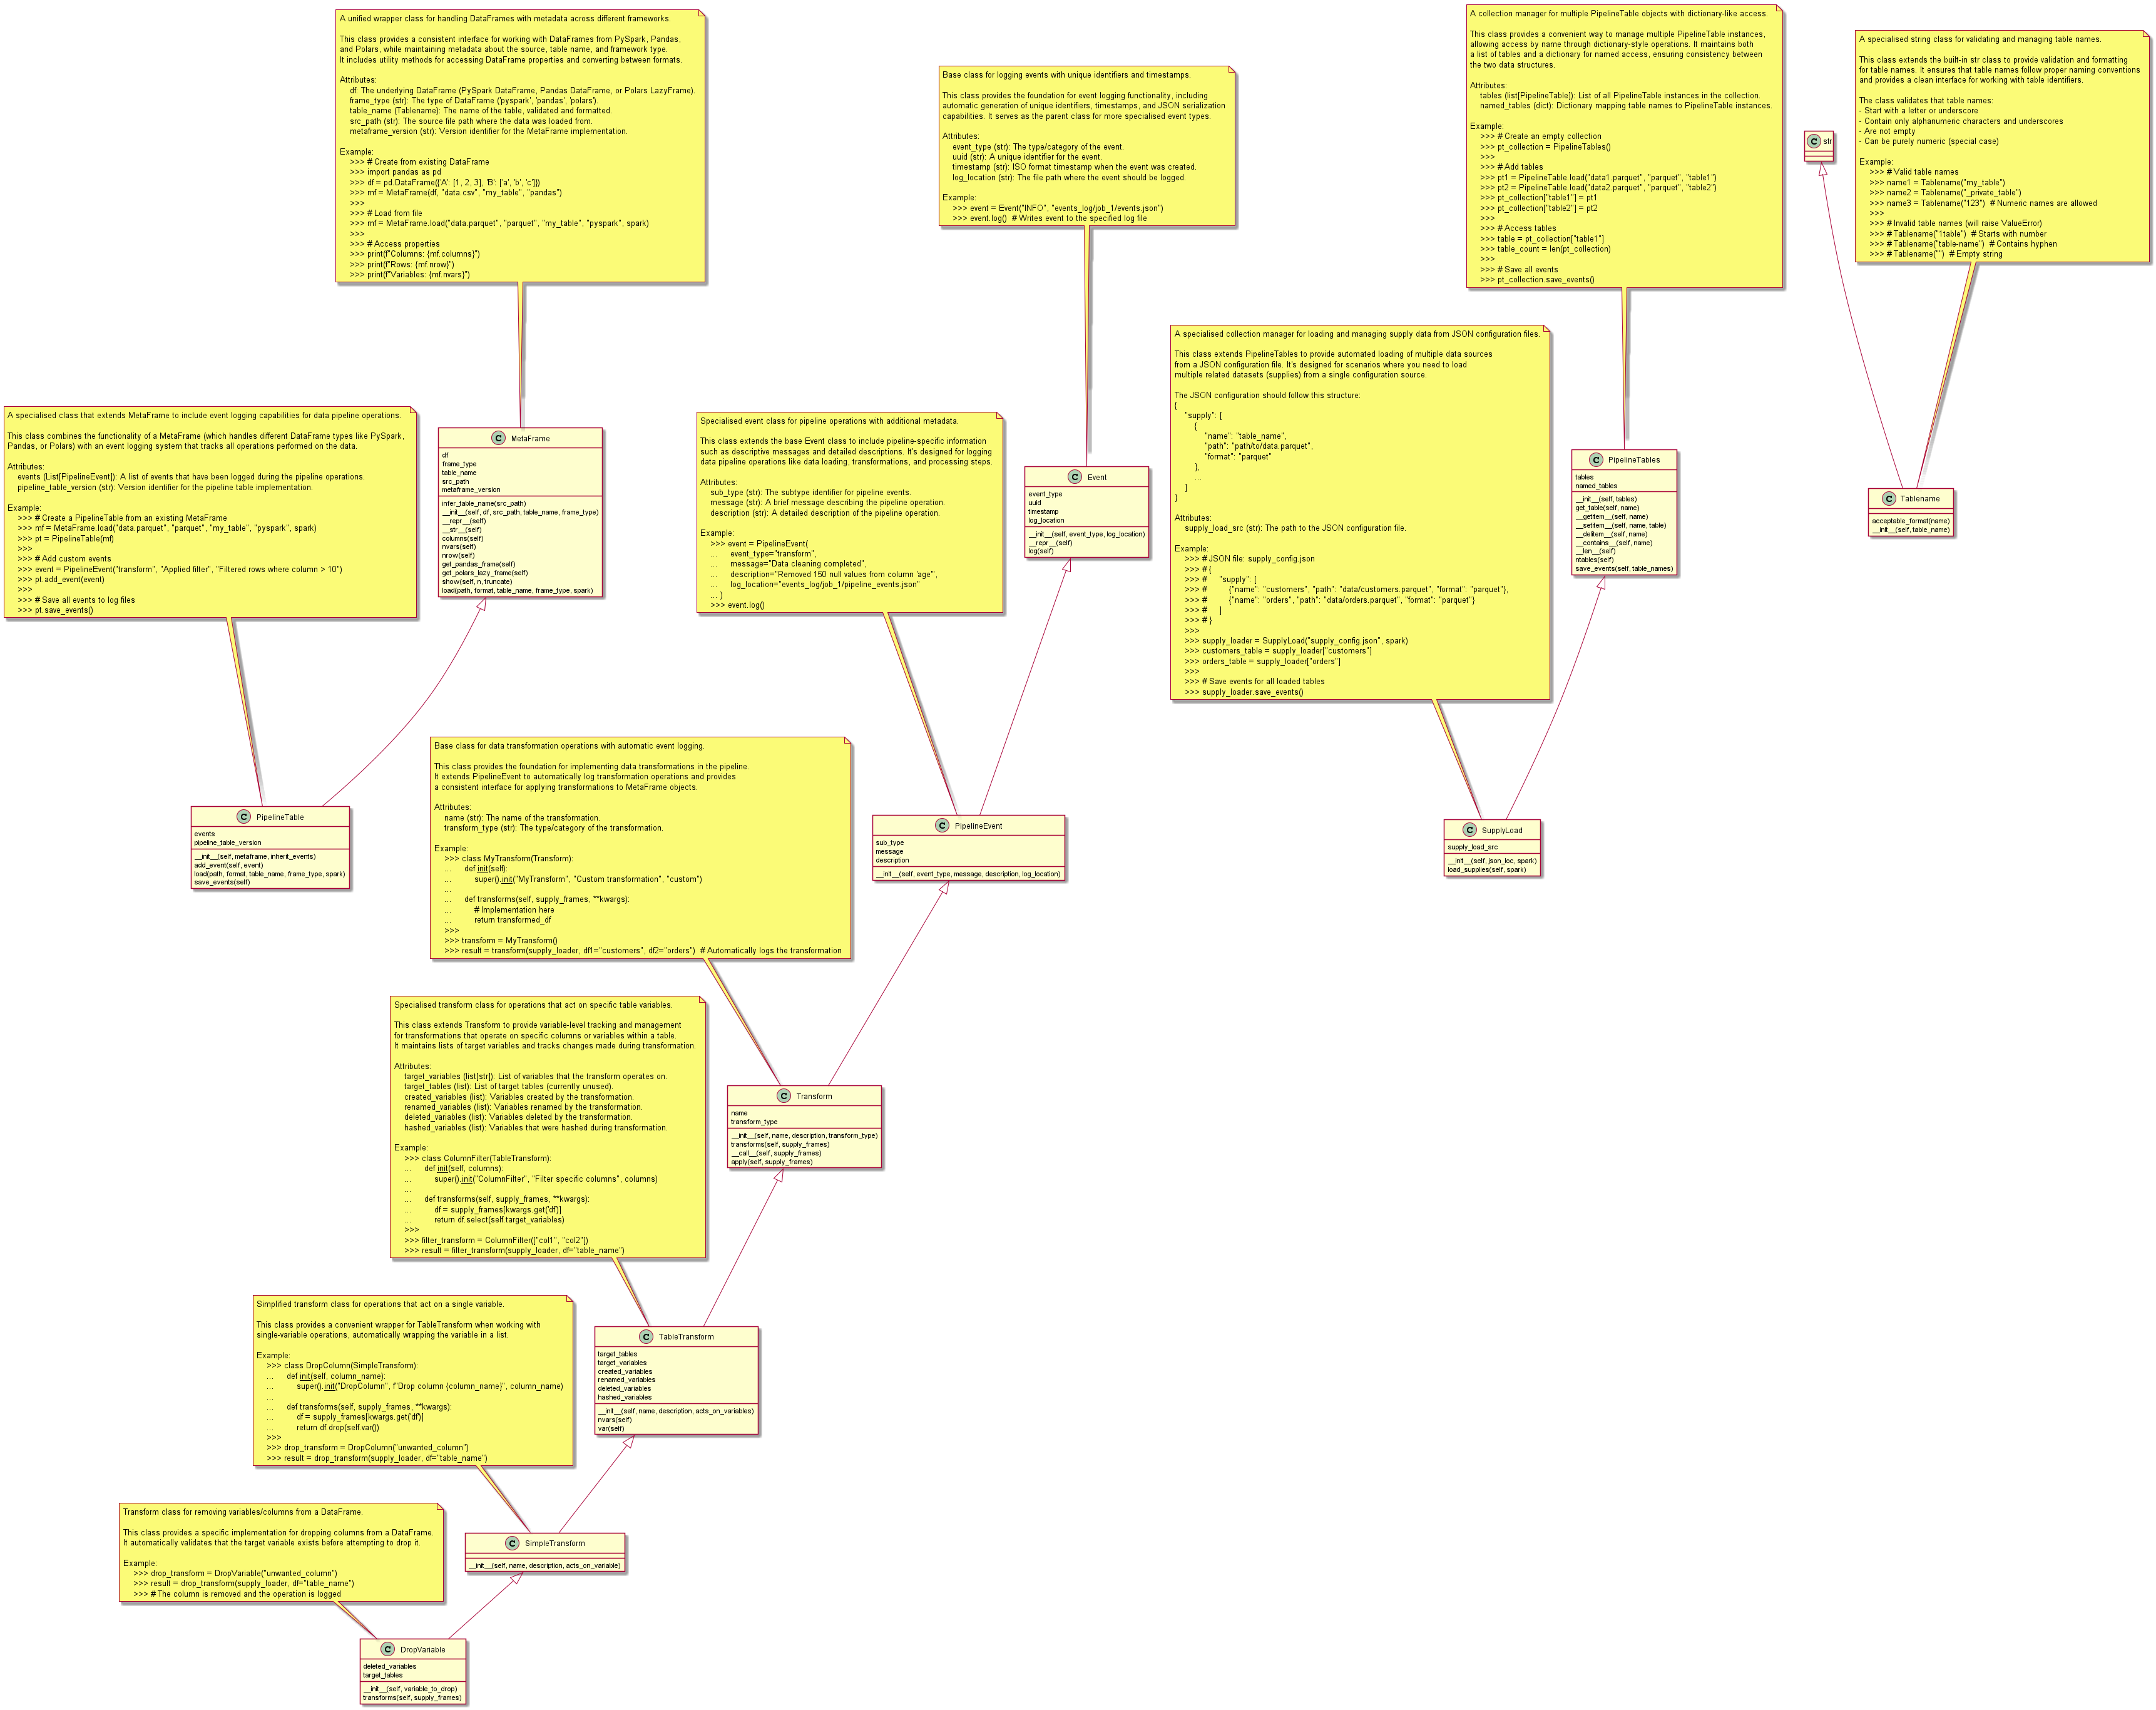 A unified wrapper class for handling DataFrames with metadata across different frameworks.
This class provides a consistent interface for working with DataFrames from PySpark, Pandas,
and Polars, while maintaining metadata about the source, table name, and framework type.
It includes utility methods for accessing DataFrame properties and converting between formats.
Attributes:
df: The underlying DataFrame (PySpark DataFrame, Pandas DataFrame, or Polars LazyFrame).
frame_type (str): The type of DataFrame ('pyspark', 'pandas', 'polars').
table_name (Tablename): The name of the table, validated and formatted.
src_path (str): The source file path where the data was loaded from.
metaframe_version (str): Version identifier for the MetaFrame implementation.
Example:
>>> # Create from existing DataFrame
>>> import pandas as pd
>>> df = pd.DataFrame({'A': [1, 2, 3], 'B': ['a', 'b', 'c']})
>>> mf = MetaFrame(df, "data.csv", "my_table", "pandas")
>>>
>>> # Load from file
>>> mf = MetaFrame.load("data.parquet", "parquet", "my_table", "pyspark", spark)
>>>
>>> # Access properties
>>> print(f"Columns: {mf.columns}")
>>> print(f"Rows: {mf.nrow}")
>>> print(f"Variables: {mf.nvars}")
Base class for logging events with unique identifiers and timestamps.
This class provides the foundation for event logging functionality, including
automatic generation of unique identifiers, timestamps, and JSON serialization
capabilities. It serves as the parent class for more specialised event types.
Attributes:
event_type (str): The type/category of the event.
uuid (str): A unique identifier for the event.
timestamp (str): ISO format timestamp when the event was created.
log_location (str): The file path where the event should be logged.
Example:
>>> event = Event("INFO", "events_log/job_1/events.json")
>>> event.log()  # Writes event to the specified log file
A collection manager for multiple PipelineTable objects with dictionary-like access.
This class provides a convenient way to manage multiple PipelineTable instances,
allowing access by name through dictionary-style operations. It maintains both
a list of tables and a dictionary for named access, ensuring consistency between
the two data structures.
Attributes:
tables (list[PipelineTable]): List of all PipelineTable instances in the collection.
named_tables (dict): Dictionary mapping table names to PipelineTable instances.
Example:
>>> # Create an empty collection
>>> pt_collection = PipelineTables()
>>>
>>> # Add tables
>>> pt1 = PipelineTable.load("data1.parquet", "parquet", "table1")
>>> pt2 = PipelineTable.load("data2.parquet", "parquet", "table2")
>>> pt_collection["table1"] = pt1
>>> pt_collection["table2"] = pt2
>>>
>>> # Access tables
>>> table = pt_collection["table1"]
>>> table_count = len(pt_collection)
>>>
>>> # Save all events
>>> pt_collection.save_events()
A specialised string class for validating and managing table names.
This class extends the built-in str class to provide validation and formatting
for table names. It ensures that table names follow proper naming conventions
and provides a clean interface for working with table identifiers.
The class validates that table names:
- Start with a letter or underscore
- Contain only alphanumeric characters and underscores
- Are not empty
- Can be purely numeric (special case)
Example:
>>> # Valid table names
>>> name1 = Tablename("my_table")
>>> name2 = Tablename("_private_table")
>>> name3 = Tablename("123")  # Numeric names are allowed
>>>
>>> # Invalid table names (will raise ValueError)
>>> # Tablename("1table")  # Starts with number
>>> # Tablename("table-name")  # Contains hyphen
>>> # Tablename("")  # Empty string
C str
A specialised collection manager for loading and managing supply data from JSON configuration files.
This class extends PipelineTables to provide automated loading of multiple data sources
from a JSON configuration file. It's designed for scenarios where you need to load
multiple related datasets (supplies) from a single configuration source.
The JSON configuration should follow this structure:
{
"supply": [
{
"name": "table_name",
"path": "path/to/data.parquet",
"format": "parquet"
},
...
]
}
Attributes:
supply_load_src (str): The path to the JSON configuration file.
Example:
>>> # JSON file: supply_config.json
>>> # {
>>> #     "supply": [
>>> #         {"name": "customers", "path": "data/customers.parquet", "format": "parquet"},
>>> #         {"name": "orders", "path": "data/orders.parquet", "format": "parquet"}
>>> #     ]
>>> # }
>>>
>>> supply_loader = SupplyLoad("supply_config.json", spark)
>>> customers_table = supply_loader["customers"]
>>> orders_table = supply_loader["orders"]
>>>
>>> # Save events for all loaded tables
>>> supply_loader.save_events()
A specialised class that extends MetaFrame to include event logging capabilities for data pipeline operations.
This class combines the functionality of a MetaFrame (which handles different DataFrame types like PySpark,
Pandas, or Polars) with an event logging system that tracks all operations performed on the data.
Attributes:
events (List[PipelineEvent]): A list of events that have been logged during the pipeline operations.
pipeline_table_version (str): Version identifier for the pipeline table implementation.
Example:
>>> # Create a PipelineTable from an existing MetaFrame
>>> mf = MetaFrame.load("data.parquet", "parquet", "my_table", "pyspark", spark)
>>> pt = PipelineTable(mf)
>>>
>>> # Add custom events
>>> event = PipelineEvent("transform", "Applied filter", "Filtered rows where column > 10")
>>> pt.add_event(event)
>>>
>>> # Save all events to log files
>>> pt.save_events()
C MetaFrame
df
frame_type
table_name
src_path
metaframe_version
infer_table_name(src_path)
__init__(self, df, src_path, table_name, frame_type)
__repr__(self)
__str__(self)
columns(self)
nvars(self)
nrow(self)
get_pandas_frame(self)
get_polars_lazy_frame(self)
show(self, n, truncate)
load(path, format, table_name, frame_type, spark)
Specialised event class for pipeline operations with additional metadata.
This class extends the base Event class to include pipeline-specific information
such as descriptive messages and detailed descriptions. It's designed for logging
data pipeline operations like data loading, transformations, and processing steps.
Attributes:
sub_type (str): The subtype identifier for pipeline events.
message (str): A brief message describing the pipeline operation.
description (str): A detailed description of the pipeline operation.
Example:
>>> event = PipelineEvent(
...     event_type="transform",
...     message="Data cleaning completed",
...     description="Removed 150 null values from column 'age'",
...     log_location="events_log/job_1/pipeline_events.json"
... )
>>> event.log()
C Event
event_type
uuid
timestamp
log_location
__init__(self, event_type, log_location)
__repr__(self)
log(self)
C PipelineTables
tables
named_tables
__init__(self, tables)
get_table(self, name)
__getitem__(self, name)
__setitem__(self, name, table)
__delitem__(self, name)
__contains__(self, name)
__len__(self)
ntables(self)
save_events(self, table_names)
C Tablename
acceptable_format(name)
__init__(self, table_name)
Base class for data transformation operations with automatic event logging.
This class provides the foundation for implementing data transformations in the pipeline.
It extends PipelineEvent to automatically log transformation operations and provides
a consistent interface for applying transformations to MetaFrame objects.
Attributes:
name (str): The name of the transformation.
transform_type (str): The type/category of the transformation.
Example:
>>> class MyTransform(Transform):
...     def init(self):
...         super().init("MyTransform", "Custom transformation", "custom")
...
...     def transforms(self, supply_frames, **kwargs):
...         # Implementation here
...         return transformed_df
>>>
>>> transform = MyTransform()
>>> result = transform(supply_loader, df1="customers", df2="orders")  # Automatically logs the transformation
C PipelineTable
events
pipeline_table_version
__init__(self, metaframe, inherit_events)
add_event(self, event)
load(path, format, table_name, frame_type, spark)
save_events(self)
C PipelineEvent
sub_type
message
description
__init__(self, event_type, message, description, log_location)
C SupplyLoad
supply_load_src
__init__(self, json_loc, spark)
load_supplies(self, spark)
Specialised transform class for operations that act on specific table variables.
This class extends Transform to provide variable-level tracking and management
for transformations that operate on specific columns or variables within a table.
It maintains lists of target variables and tracks changes made during transformation.
Attributes:
target_variables (list[str]): List of variables that the transform operates on.
target_tables (list): List of target tables (currently unused).
created_variables (list): Variables created by the transformation.
renamed_variables (list): Variables renamed by the transformation.
deleted_variables (list): Variables deleted by the transformation.
hashed_variables (list): Variables that were hashed during transformation.
Example:
>>> class ColumnFilter(TableTransform):
...     def init(self, columns):
...         super().init("ColumnFilter", "Filter specific columns", columns)
...
...     def transforms(self, supply_frames, **kwargs):
...         df = supply_frames[kwargs.get('df')]
...         return df.select(self.target_variables)
>>>
>>> filter_transform = ColumnFilter(["col1", "col2"])
>>> result = filter_transform(supply_loader, df="table_name")
C Transform
name
transform_type
__init__(self, name, description, transform_type)
transforms(self, supply_frames)
__call__(self, supply_frames)
apply(self, supply_frames)
Simplified transform class for operations that act on a single variable.
This class provides a convenient wrapper for TableTransform when working with
single-variable operations, automatically wrapping the variable in a list.
Example:
>>> class DropColumn(SimpleTransform):
...     def init(self, column_name):
...         super().init("DropColumn", f"Drop column {column_name}", column_name)
...
...     def transforms(self, supply_frames, **kwargs):
...         df = supply_frames[kwargs.get('df')]
...         return df.drop(self.var())
>>>
>>> drop_transform = DropColumn("unwanted_column")
>>> result = drop_transform(supply_loader, df="table_name")
C TableTransform
target_tables
target_variables
created_variables
renamed_variables
deleted_variables
hashed_variables
__init__(self, name, description, acts_on_variables)
nvars(self)
var(self)
Transform class for removing variables/columns from a DataFrame.
This class provides a specific implementation for dropping columns from a DataFrame.
It automatically validates that the target variable exists before attempting to drop it.
Example:
>>> drop_transform = DropVariable("unwanted_column")
>>> result = drop_transform(supply_loader, df="table_name")
>>> # The column is removed and the operation is logged
C SimpleTransform
__init__(self, name, description, acts_on_variable)
C DropVariable
deleted_variables
target_tables
__init__(self, variable_to_drop)
transforms(self, supply_frames)